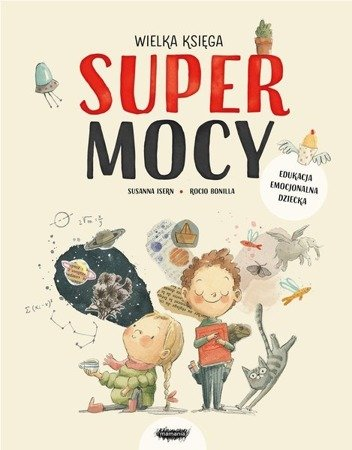 WIELKA KSIĘGA
SUPER
MOCY
SUSANNA ISERN • ROCIO BONILLA
EDUKACJA
EMOCJONALNA
DZIECKA
mamania